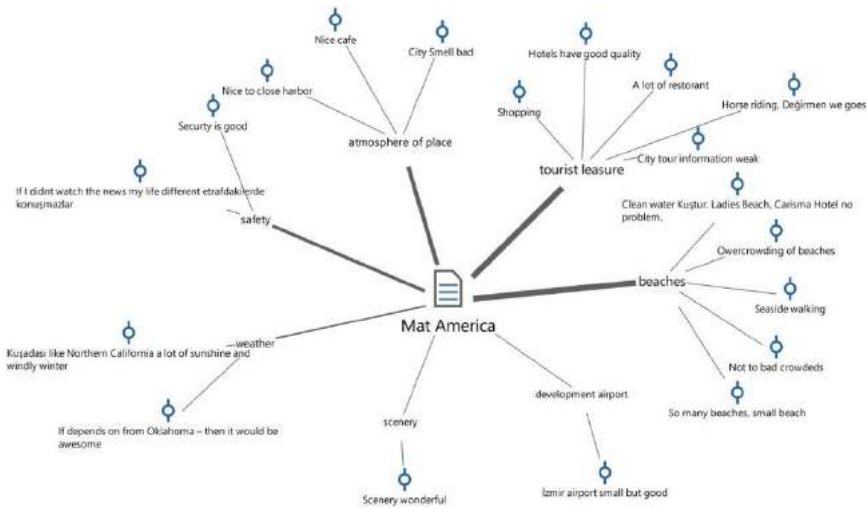 Nice cafe
City Smell bad
Hotels have good quality
Nice to close harbor
A lot of restorant
Shopping
Horse riding. Değirmen we goes
Securty is good
atmosphere of place
tourist leasure
City tour information weak
If I didnt watch the news my life different etrafdakilerde
konuşmazlar
safety
Clean water Kuştur. Ladies Beach, Carisma Hotel no
problem.
Owercrowding of beaches
beaches
Seaside walking
Mat America
Kuşadası like Northern California a lot of sunshine and
windly winter
weather
Not to bad crowdeds
development airport
So many beaches, small beach
scenery
If depends on from Oklahoma – then it would be
awesome
Scenery wonderful
İzmir airport small but good